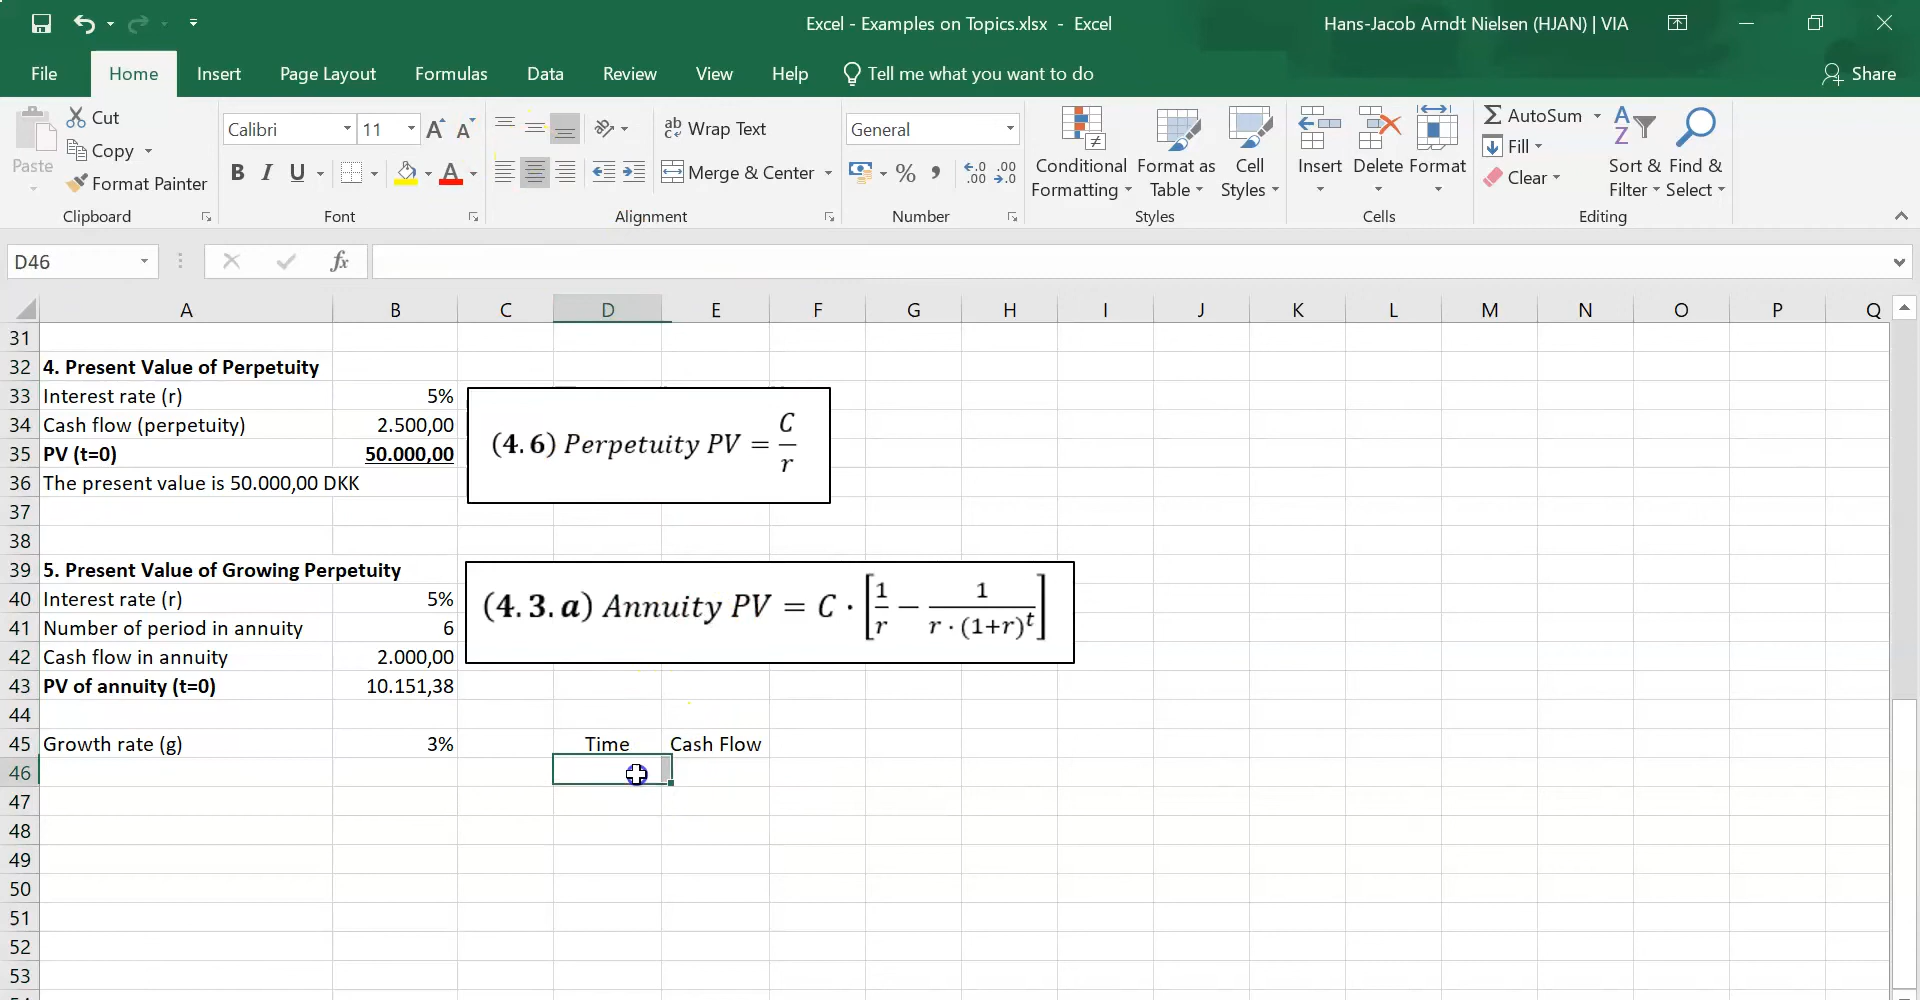 Excel - Examples on Topics.xlsx - Excel
Hans-Jacob Arndt Nielsen (HJAN) | VIA
File Home Insert Page Layout Formulas Data Review View Help Tell me what you want to do Share
Paste
Cut
Copy
Format Painter
Clipboard
Calibri 11
B I U
Font
Wrap Text
Merge & Center
Alignment
General
% ,
Number
Conditional Formatting
Format as Table
Cell Styles
Styles
Insert
Delete
Format
Cells
AutoSum
Fill
Clear
Sort & Filter
Find & Select
Editing
D46 fx
A B C D E F G H I J K L M N O P Q
31
32 4. Present Value of Perpetuity
33 Interest rate (r) 5%
34 Cash flow (perpetuity) 2.500,00
35 PV (t=0) 50.000,00
36 The present value is 50.000,00 DKK
(4.6) Perpetuity PV = C/r
37
38
39 5. Present Value of Growing Perpetuity
40 Interest rate (r) 5%
41 Number of period in annuity 6
42 Cash flow in annuity 2.000,00
43 PV of annuity (t=0) 10.151,38
(4.3.a) Annuity PV = C · [1/r − 1/(r · (1+r)^t)]
44
45 Growth rate (g) 3% Time Cash Flow
46
47
48
49
50
51
52
53